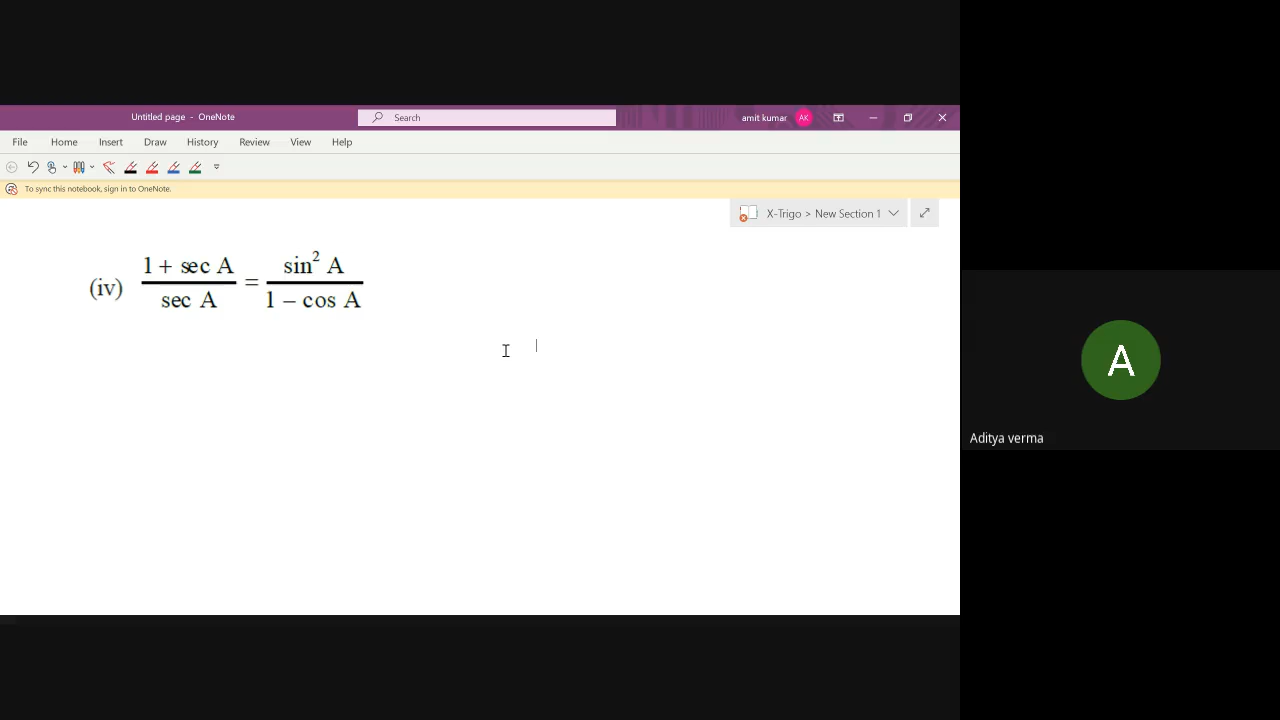 Untitled page - OneNote
Search
amit kumar AK
File Home Insert Draw History Review View Help
To sync this notebook, sign in to OneNote.
X-Trigo > New Section 1
(iv) 1 + sec A / sec A = sin² A / 1 – cos A
A
Aditya verma